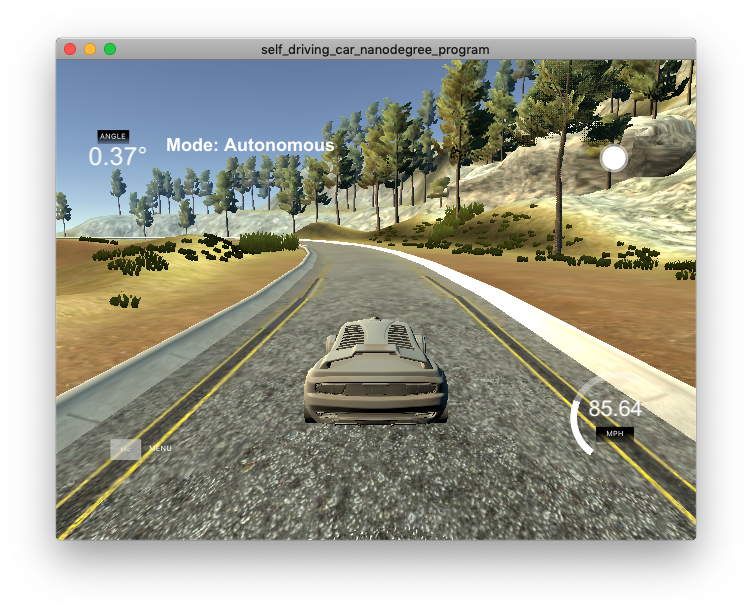 self_driving_car_nanodegree_program
ANGLE
0.37°
Mode: Autonomous
85.64
MPH
MENU